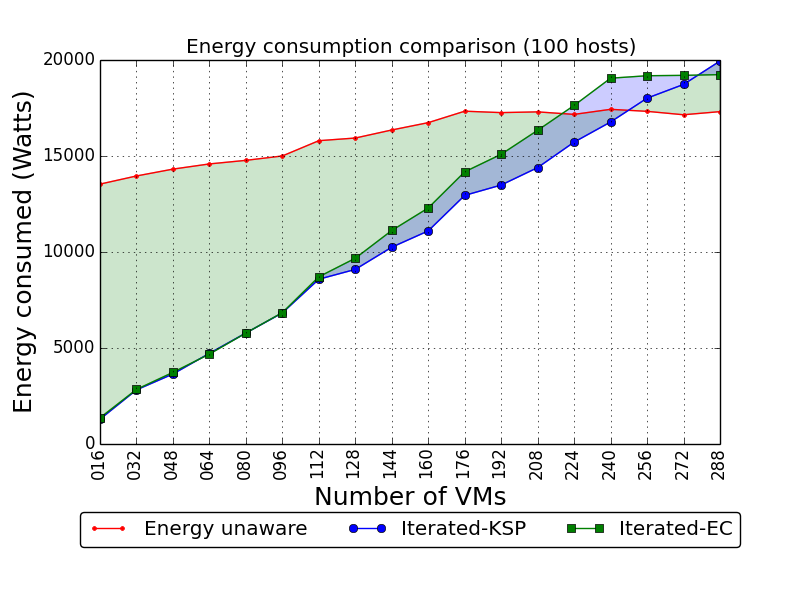 Energy consumption comparison (100 hosts)
Energy consumed (Watts)
20000
15000
10000
5000
0
016 032 048 064 080 096 112 128 144 160 176 192 208 224 240 256 272 288
Number of VMs
Energy unaware Iterated-KSP Iterated-EC